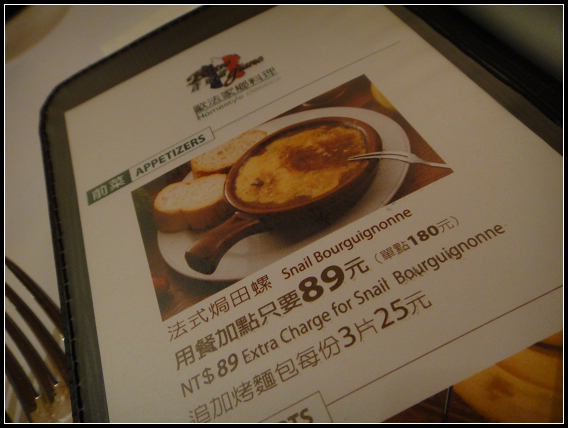 歐法家鄉料理
Homestyle
前菜 APPETIZERS
法式焗田螺 Snail Bourguignonne
用餐加點只要89元（單點180元）
NT$ 89 Extra Charge for Snail Bourguignonne
追加烤麵包每份3片25元